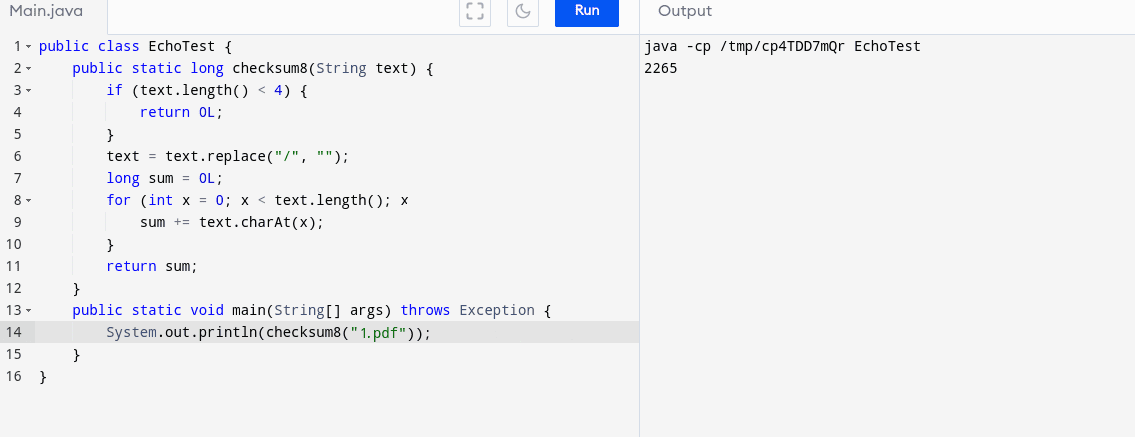 Main.java
Run
Output
1 public class EchoTest {
2 public static long checksum8(String text) {
3 if (text.length() < 4) {
4 return 0L;
5 }
6 text = text.replace("/", "");
7 long sum = 0L;
8 for (int x = 0; x < text.length(); x
9 sum += text.charAt(x);
10 }
11 return sum;
12 }
13 public static void main(String[] args) throws Exception {
14 System.out.println(checksum8("1.pdf"));
15 }
16 }
java -cp /tmp/cp4TDD7mQr EchoTest
2265